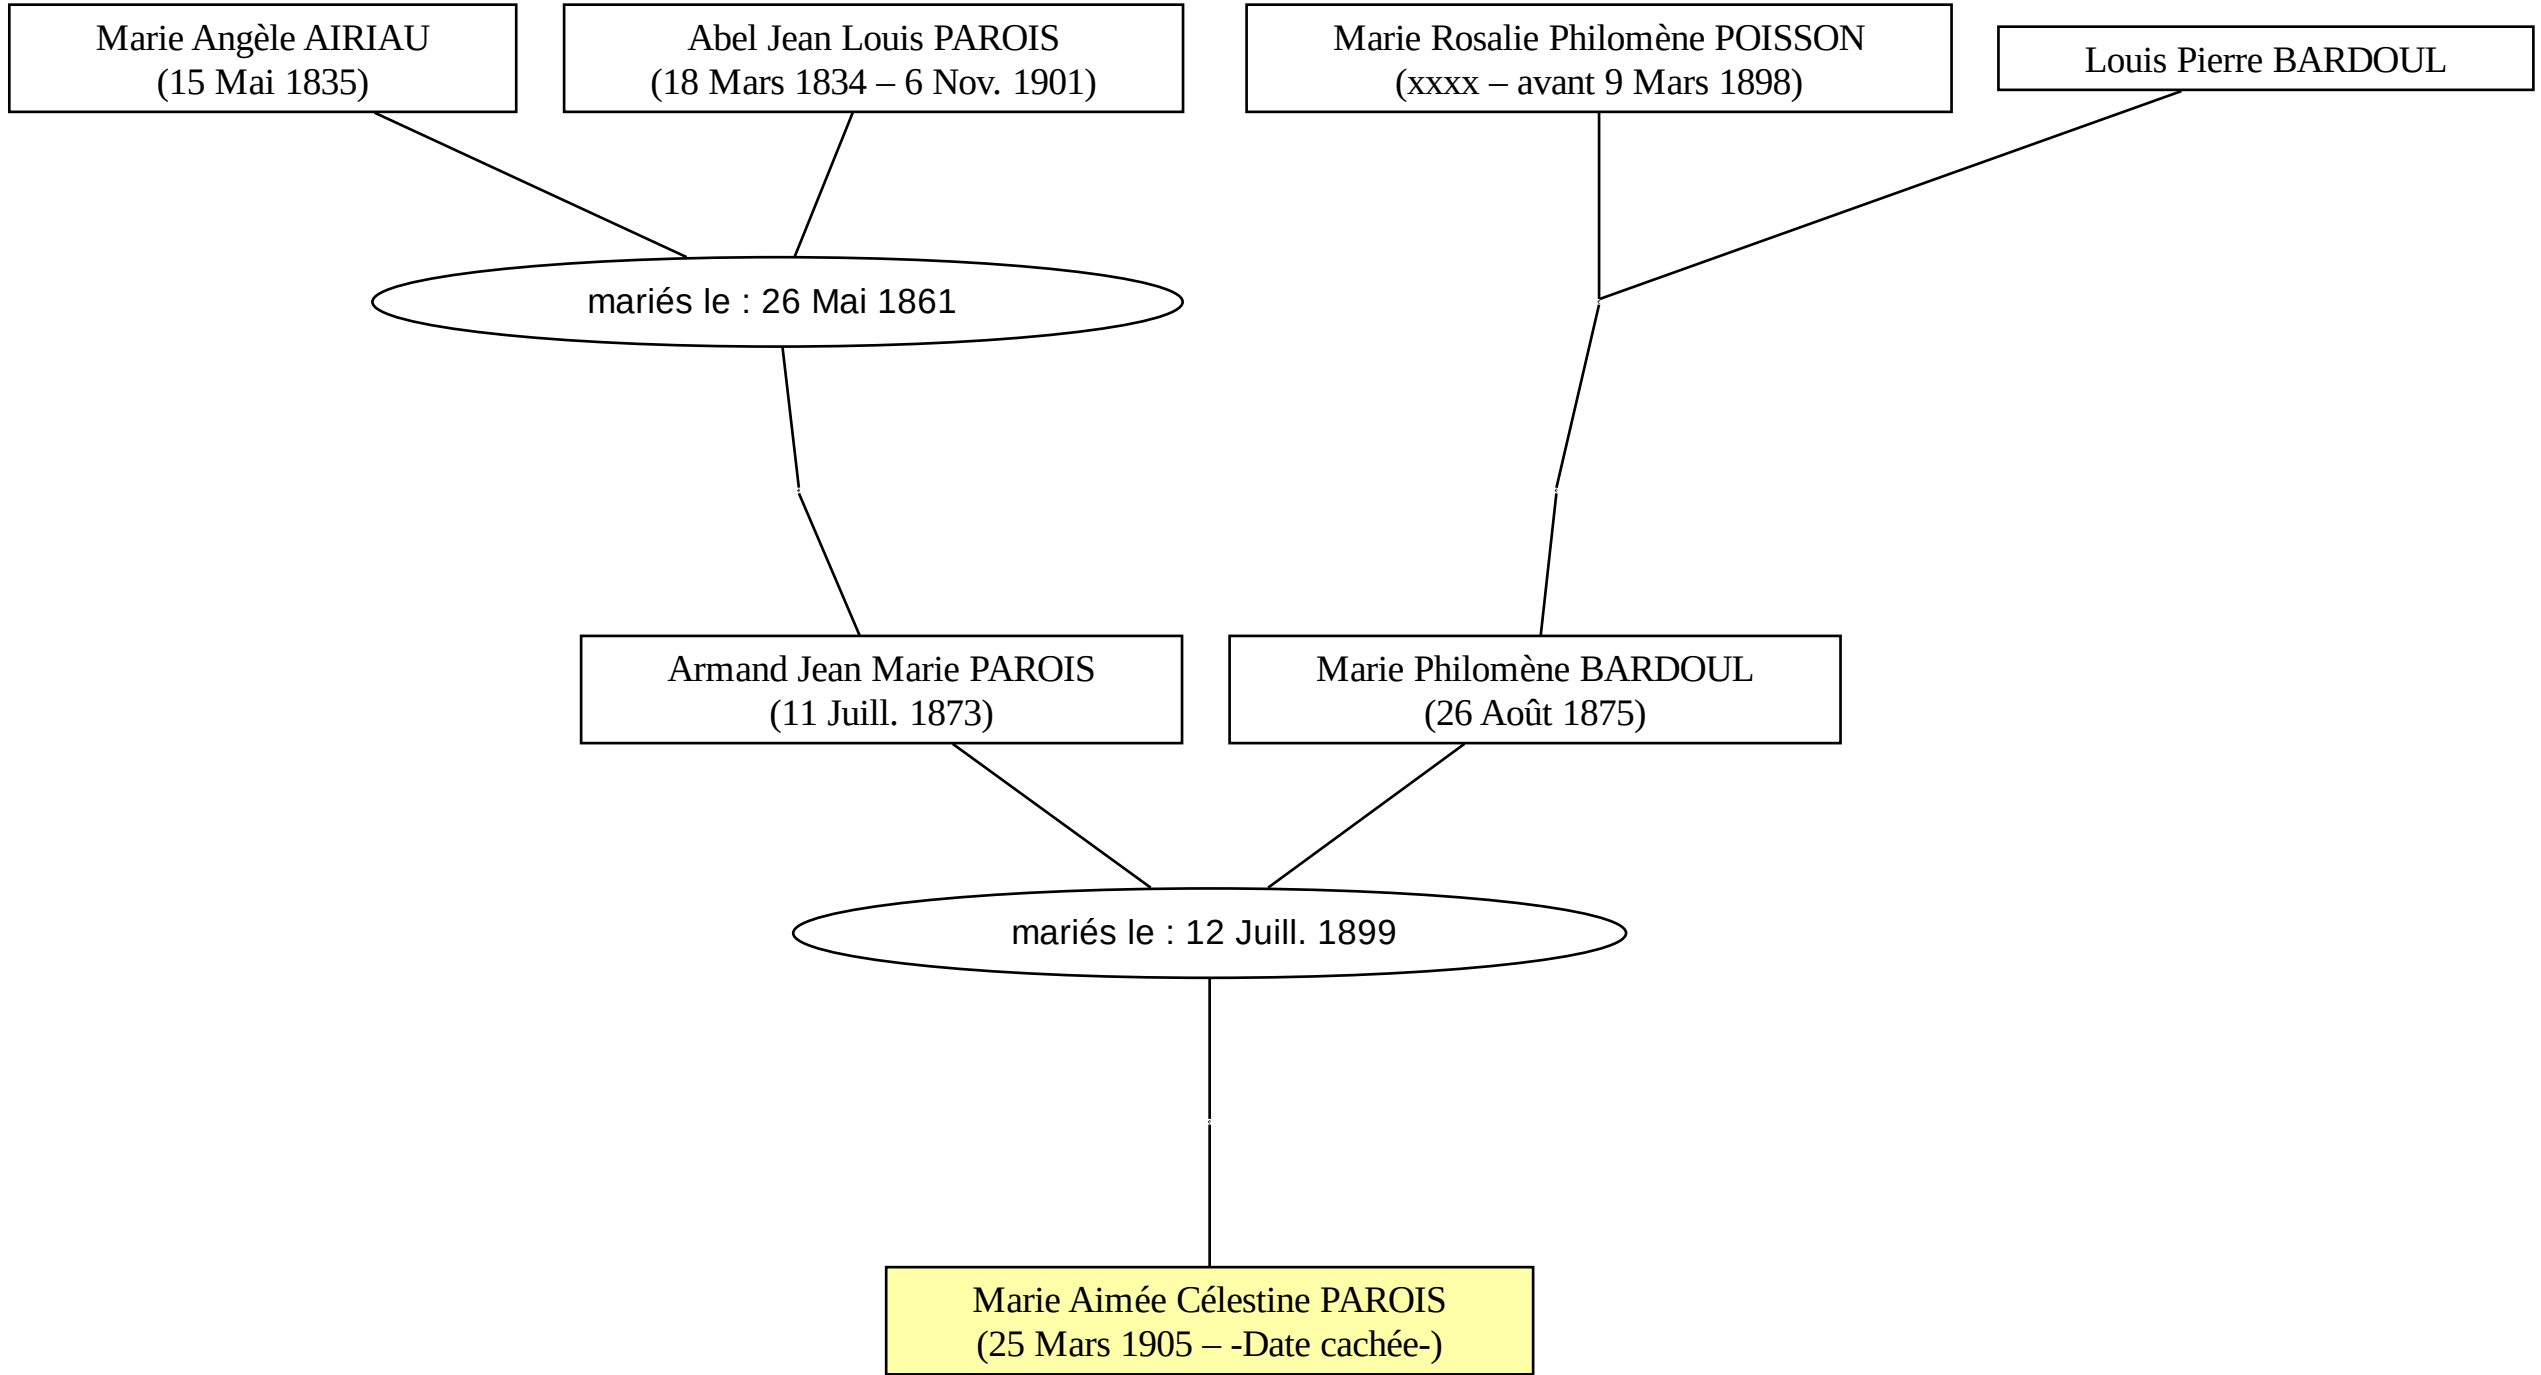 Marie Angèle AIRIAU
(15 Mai 1835)
Abel Jean Louis PAROIS
(18 Mars 1834 – 6 Nov. 1901)
Marie Rosalie Philomène POISSON
(xxxx – avant 9 Mars 1898)
Louis Pierre BARDOUL
mariés le : 26 Mai 1861
Armand Jean Marie PAROIS
(11 Juill. 1873)
Marie Philomène BARDOUL
(26 Août 1875)
mariés le : 12 Juill. 1899
Marie Aimée Célestine PAROIS
(25 Mars 1905 – -Date cachée-)